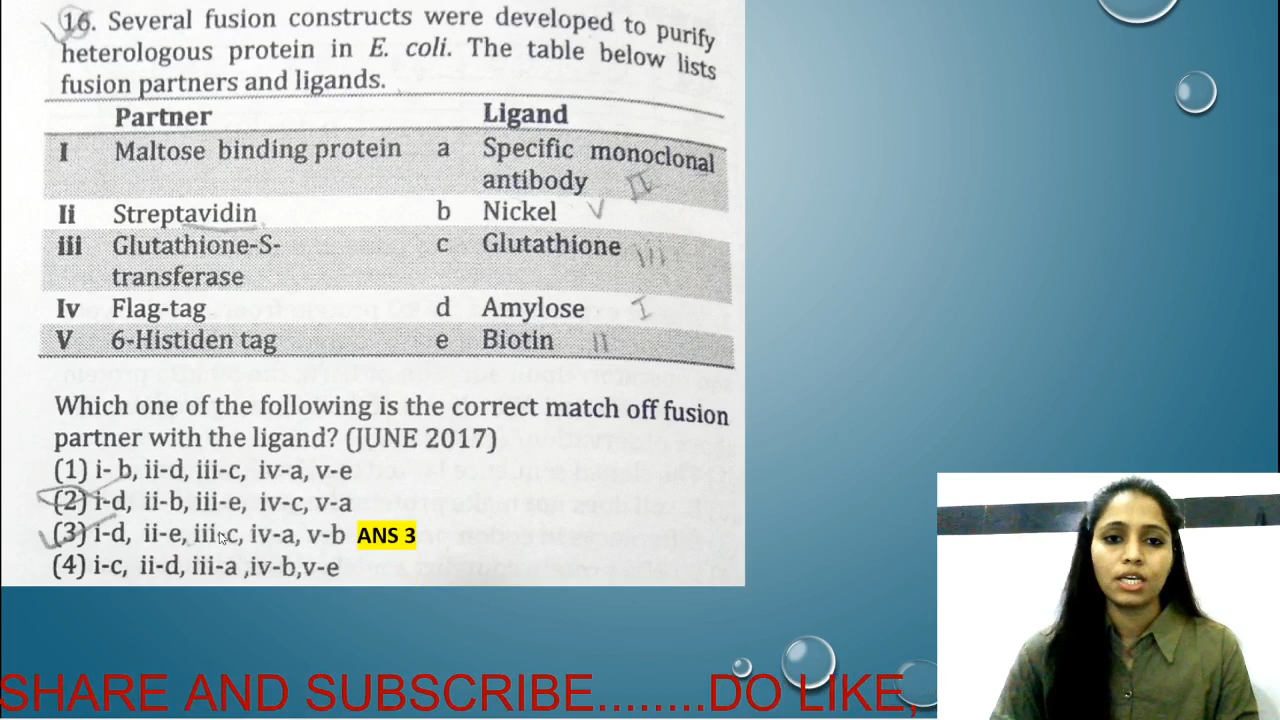 16. Several fusion constructs were developed to purify
heterologous protein in E. coli. The table below lists
fusion partners and ligands.
Partner Ligand
I Maltose binding protein a Specific monoclonal
antibody II
Ii Streptavidin b Nickel V
iii Glutathione-S- c Glutathione III
transferase
Iv Flag-tag d Amylose I
V 6-Histiden tag e Biotin II
Which one of the following is the correct match off fusion
partner with the ligand? (JUNE 2017)
(1) i- b, ii-d, iii-c, iv-a, v-e
(2) i-d, ii-b, iii-e, iv-c, v-a
(3) i-d, ii-e, iii-c, iv-a, v-b ANS 3
(4) i-c, ii-d, iii-a ,iv-b,v-e
SHARE AND SUBSCRIBE........DO LIKE,